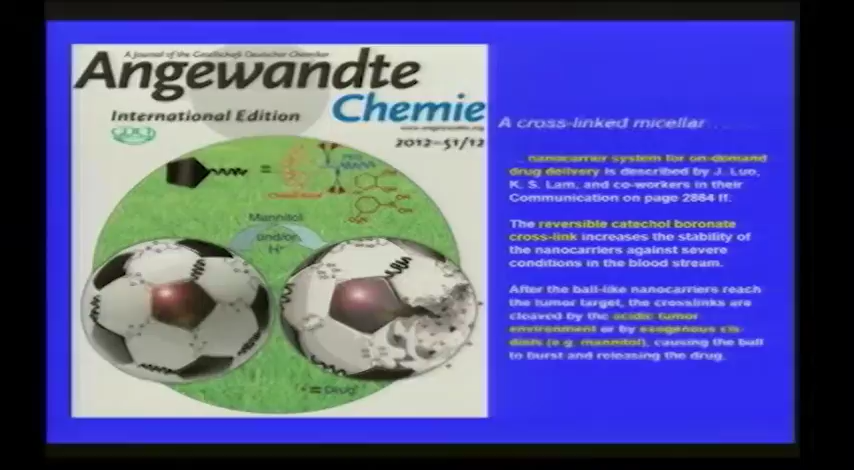 A Journal of the Gesellschaft Deutscher Chemiker
Angewandte
Chemie
International Edition
GDCh
www.angewandte.org
2012–51/12
=
Mannitol
and/or
H+
= Drug
A cross-linked micellar . . .
... nanocarrier system for on-demand
drug delivery is described by J. Luo,
K. S. Lam, and co-workers in their
Communication on page 2864 ff.
The reversible catechol boronate
cross-link increases the stability of
the nanocarriers against severe
conditions in the blood stream.
After the ball-like nanocarriers reach
the tumor target, the crosslinks are
cleaved by the acidic tumor
environment or by exogenous cis-
diols (e.g. mannitol), causing the ball
to burst and releasing the drug.